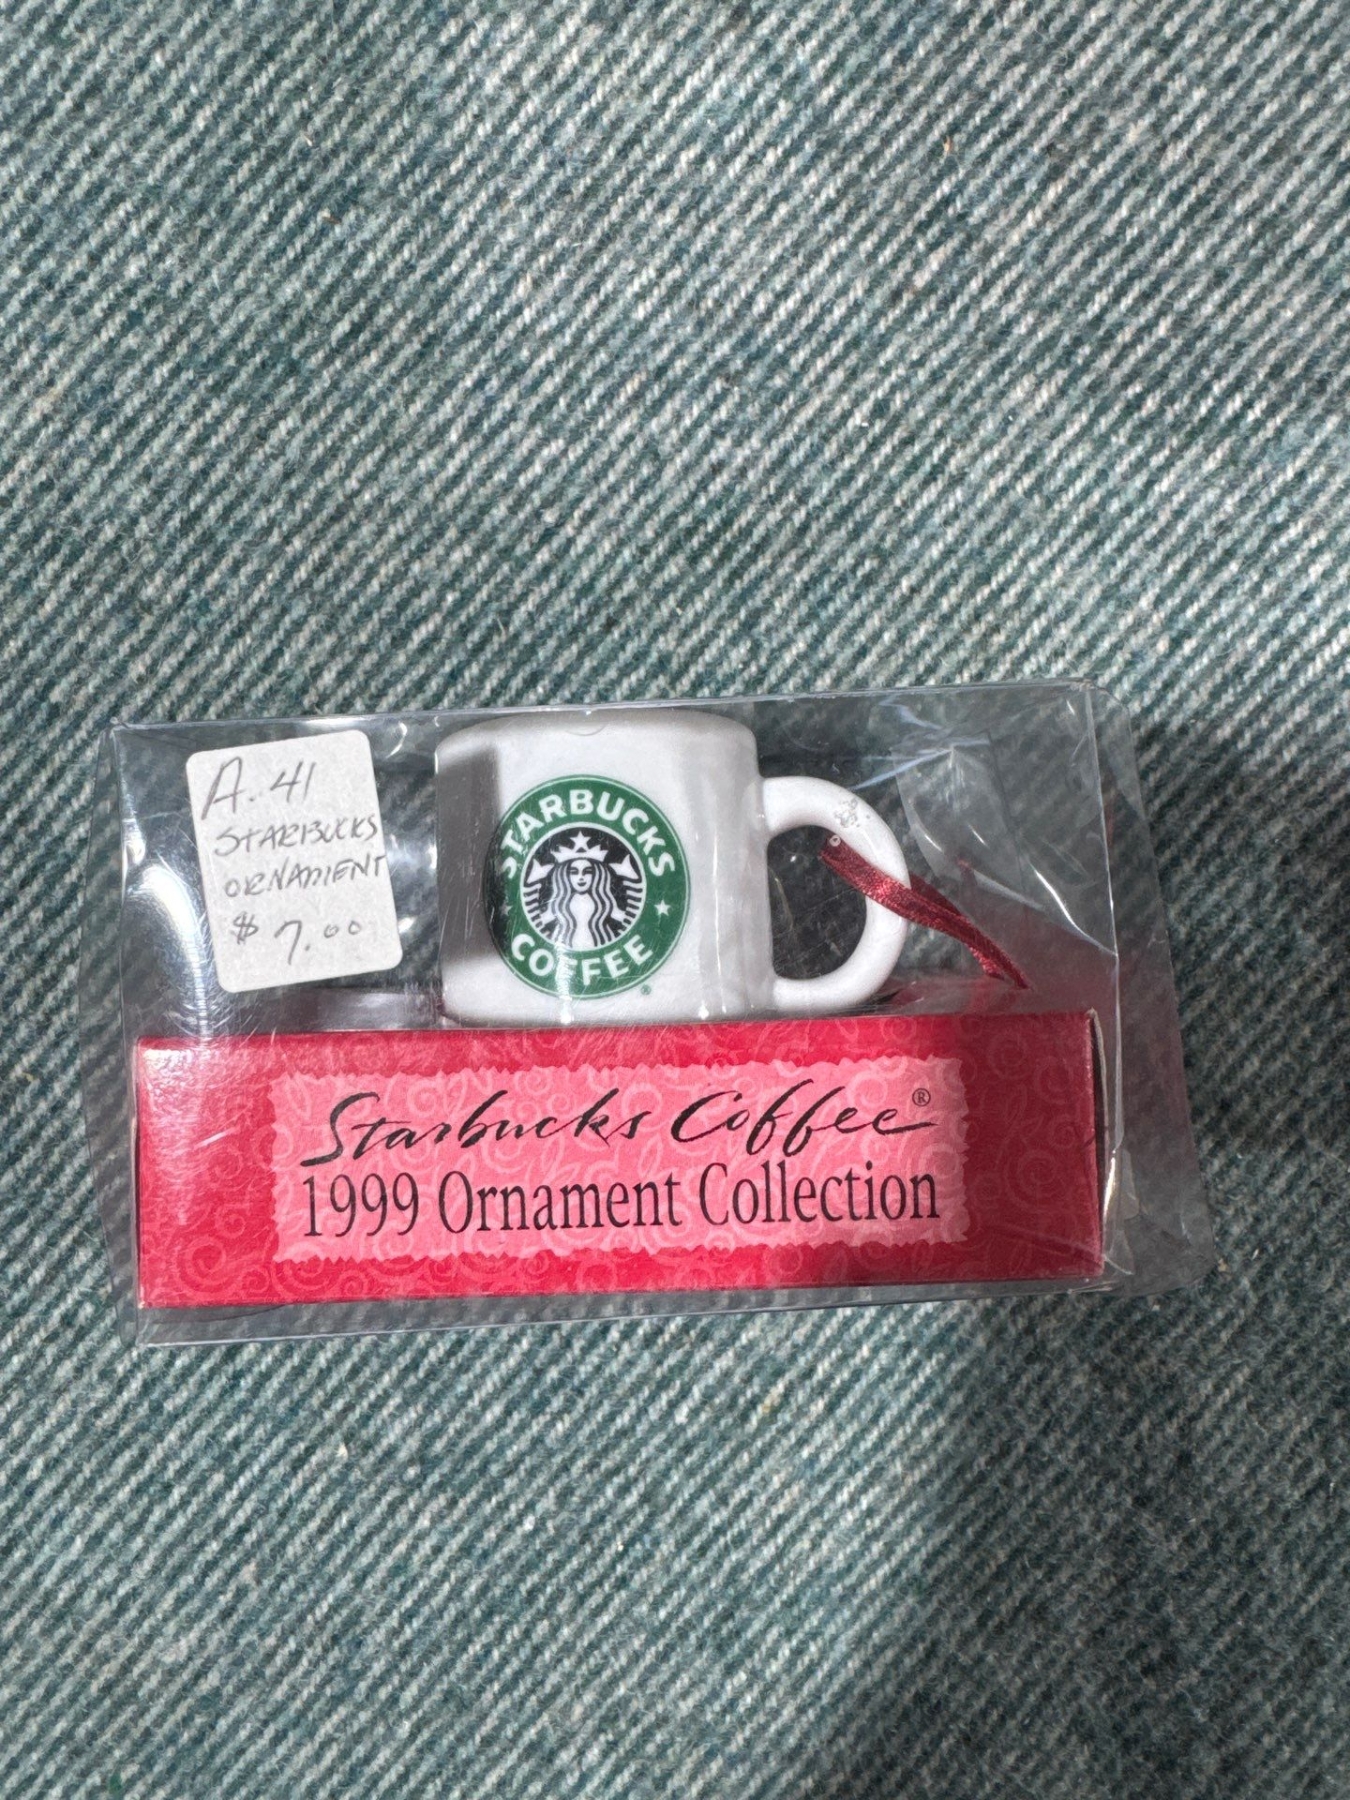 A. 41
STARBUCKS
ORNAMENT
$ 7.00
STARBUCKS
COFFEE
®
Starbucks Coffee®
1999 Ornament Collection